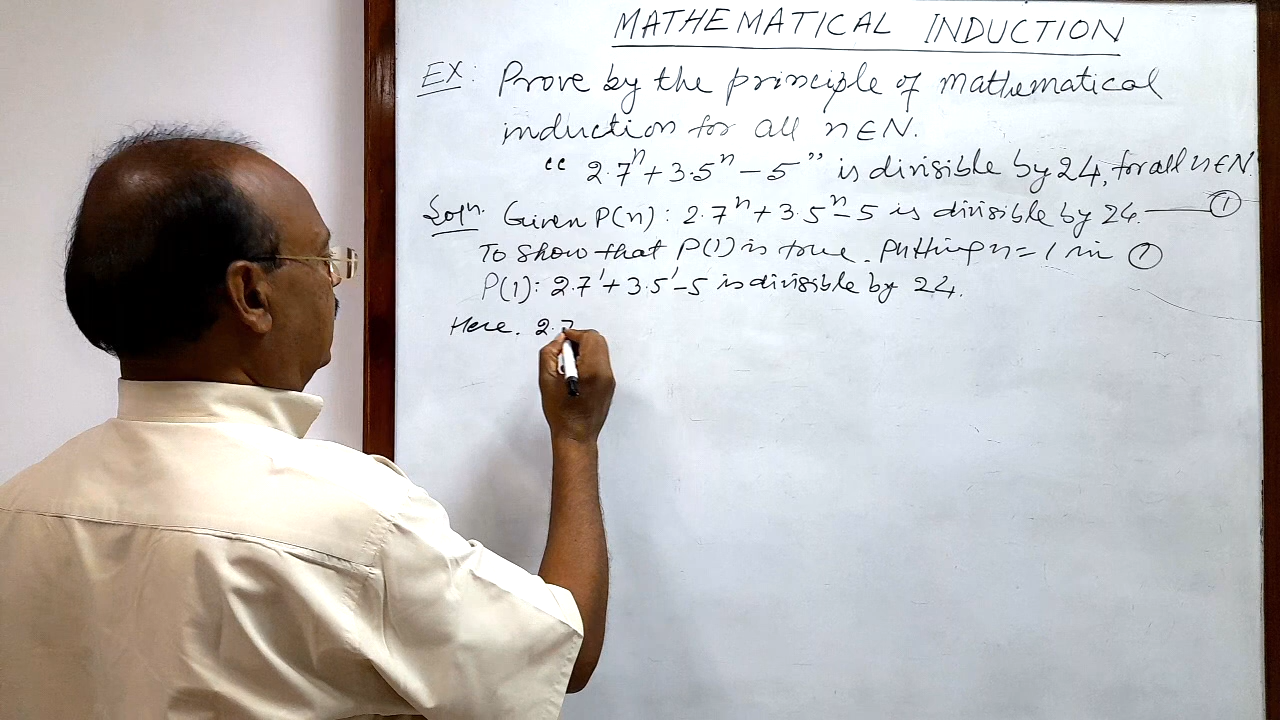 MATHEMATICAL INDUCTION
EX: Prove by the principle of mathematical
induction for all n∈N.
“ 2.7ⁿ+3.5ⁿ-5 ” is divisible by 24, for all n∈N.
Solⁿ. Given P(n): 2.7ⁿ+3.5ⁿ-5 is divisible by 24. ①
To show that P(1) is true. Putting n=1 in ①
P(1): 2.7¹+3.5¹-5 is divisible by 24.
Here. 2.7